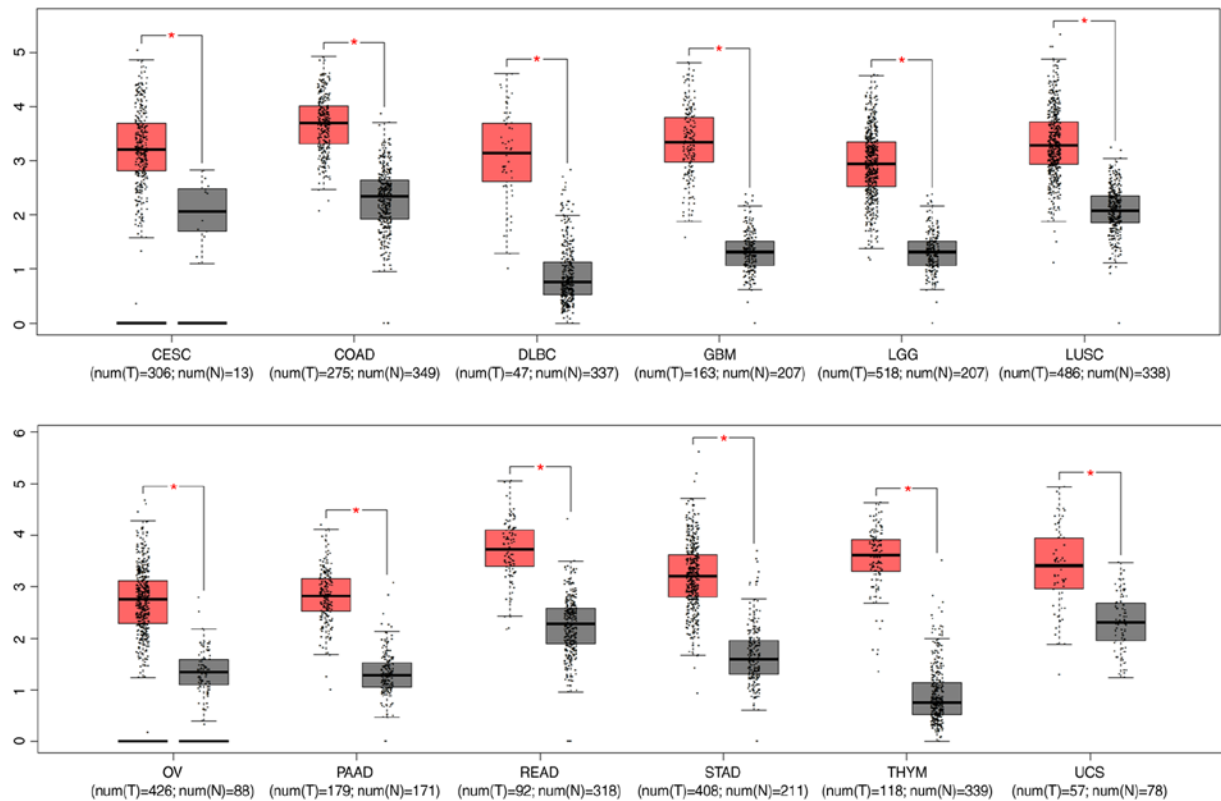 * * * * * *
5
4
3
2
1
0
CESC COAD DLBC GBM LGG LUSC
(num(T)=306; num(N)=13) (num(T)=275; num(N)=349) (num(T)=47; num(N)=337) (num(T)=163; num(N)=207) (num(T)=518; num(N)=207) (num(T)=486; num(N)=338)
* * * * * *
6
5
4
3
2
1
0
OV PAAD READ STAD THYM UCS
(num(T)=426; num(N)=88) (num(T)=179; num(N)=171) (num(T)=92; num(N)=318) (num(T)=408; num(N)=211) (num(T)=118; num(N)=339) (num(T)=57; num(N)=78)